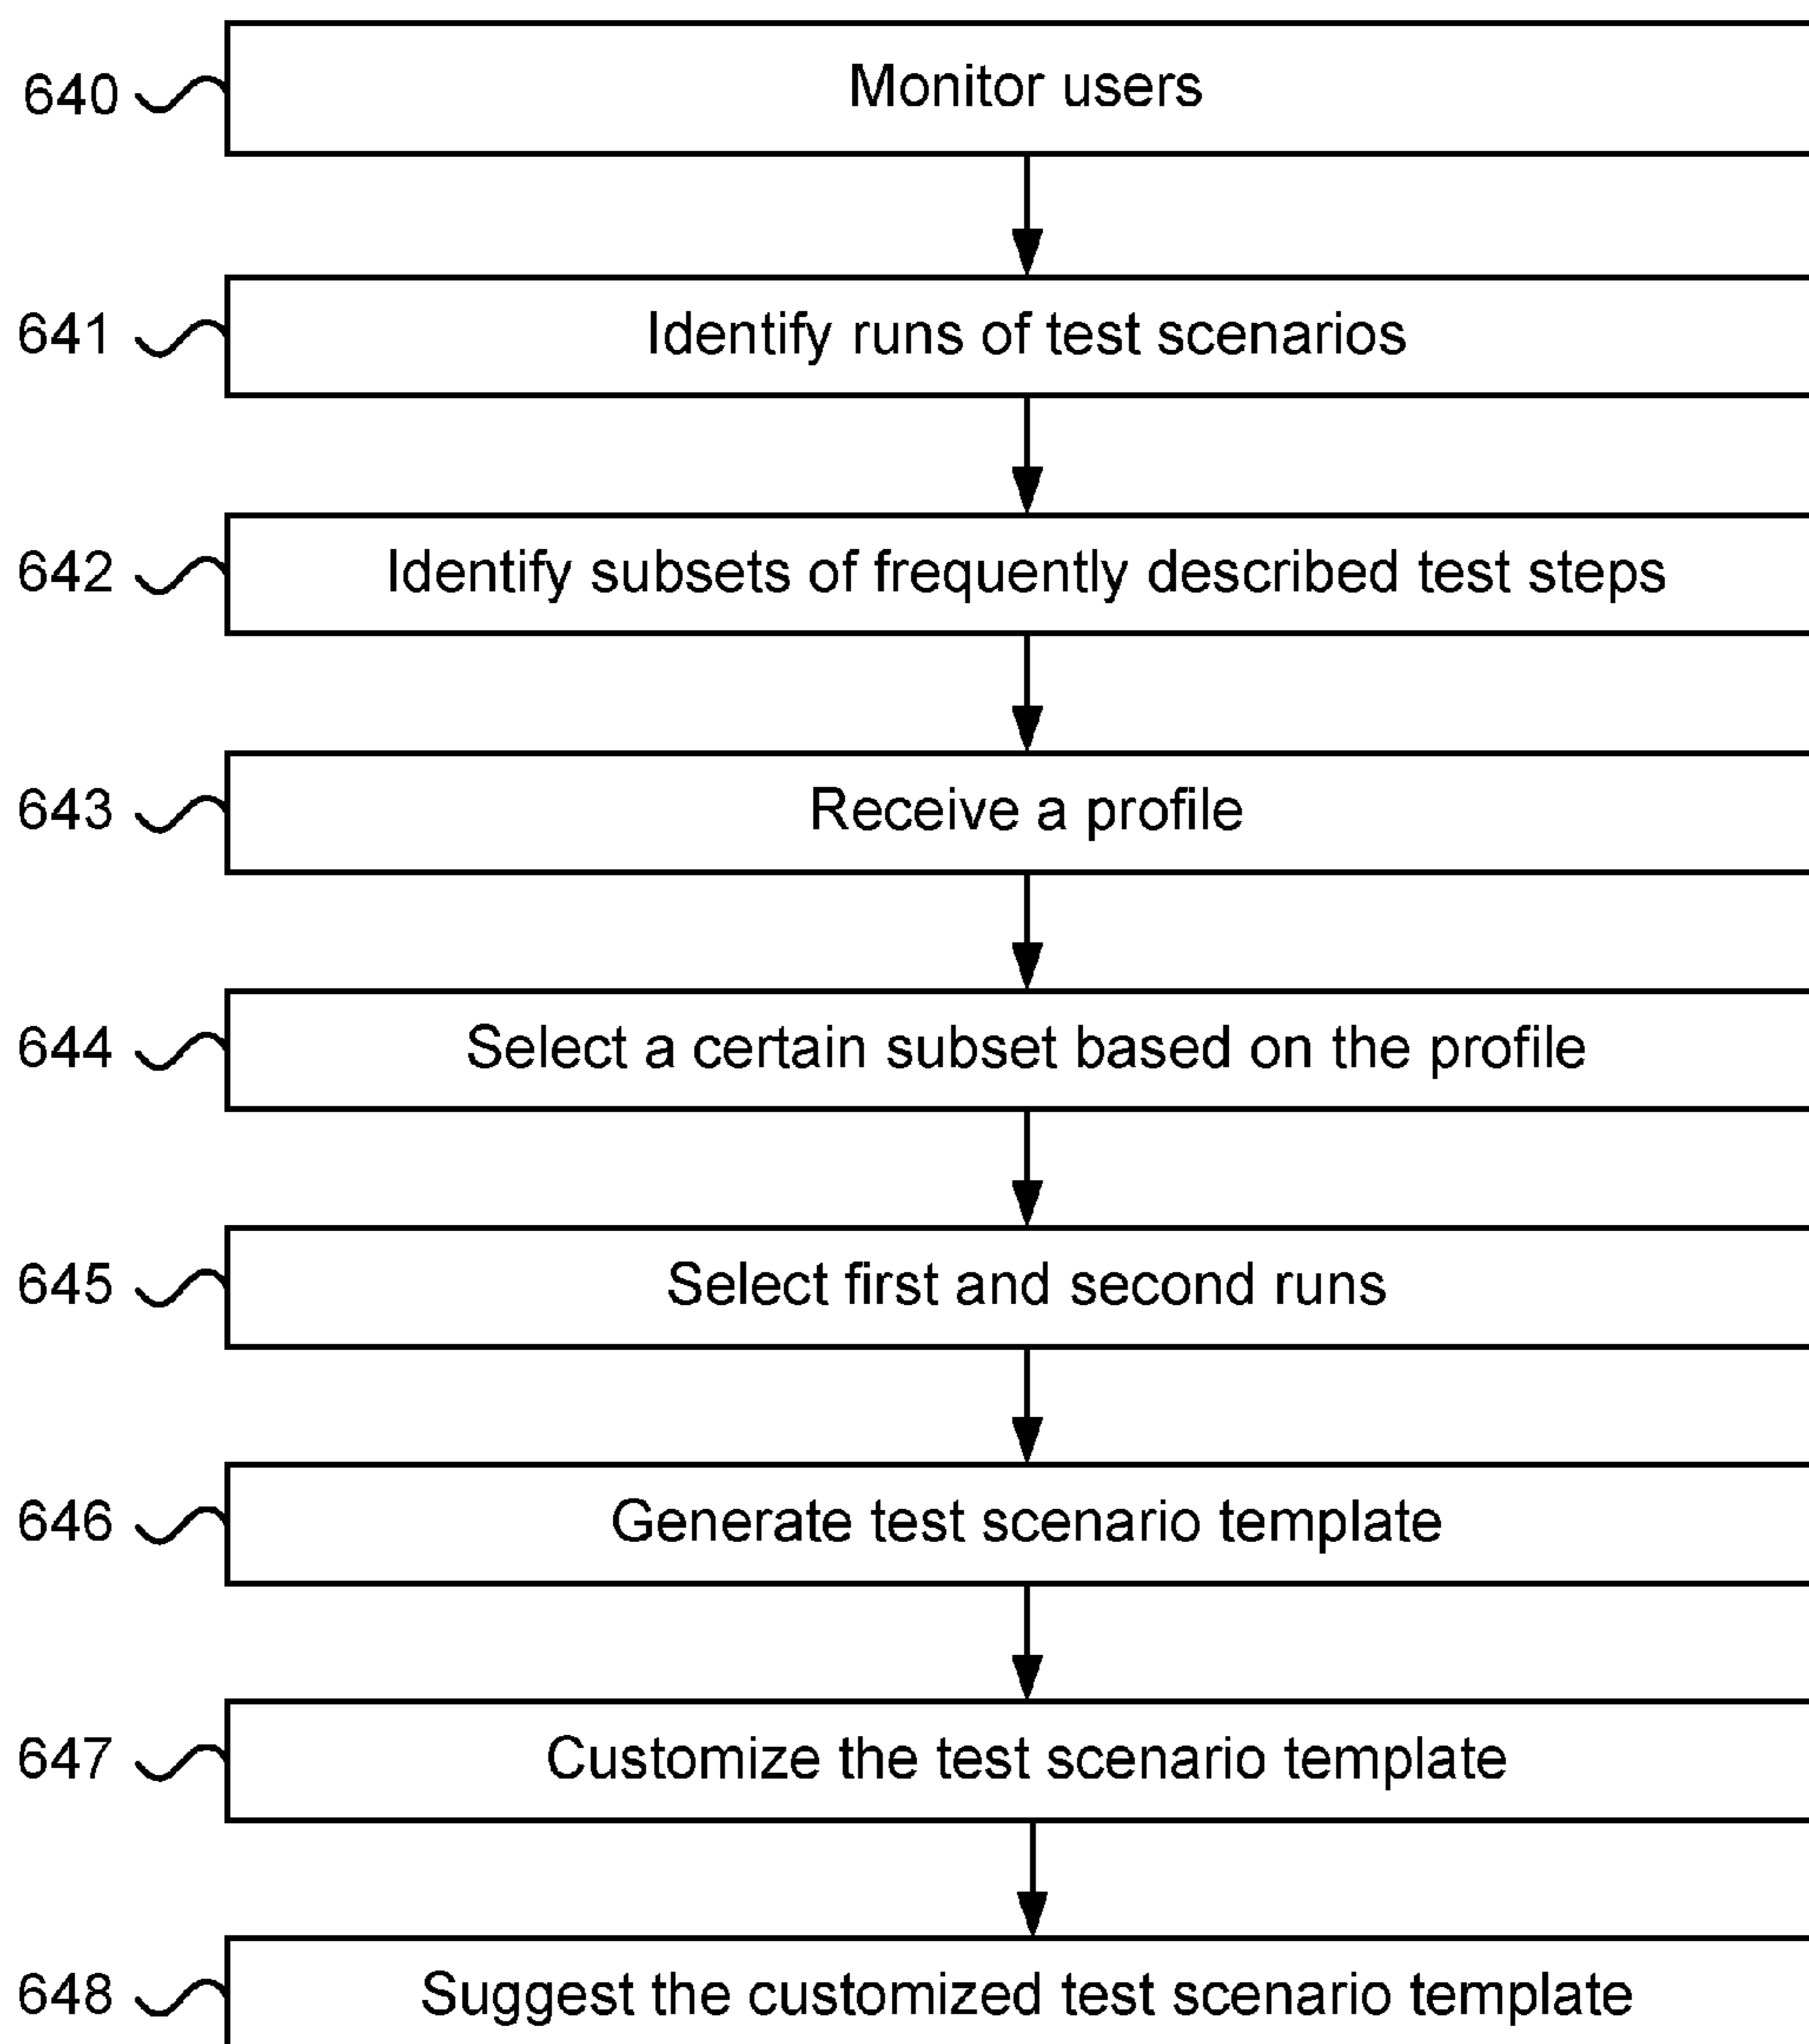 640 Monitor users
641 Identify runs of test scenarios
642 Identify subsets of frequently described test steps
643 Receive a profile
644 Select a certain subset based on the profile
645 Select first and second runs
646 Generate test scenario template
647 Customize the test scenario template
648 Suggest the customized test scenario template